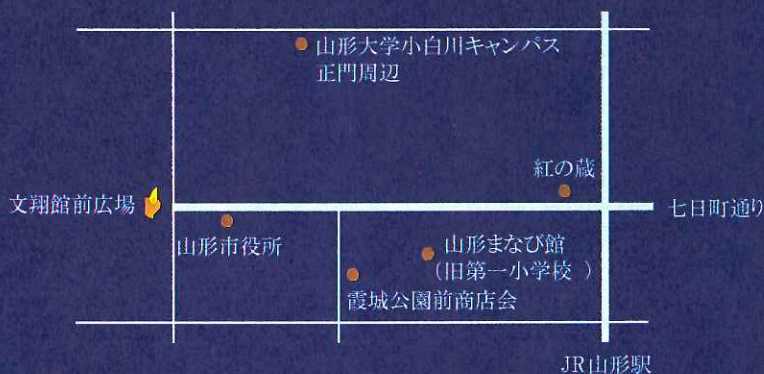 山形大学小白川キャンパス
正門周辺
紅の蔵
文翔館前広場
七日町通り
山形市役所
山形まなび館
（旧第一小学校 ）
霞城公園前商店会
JR山形駅